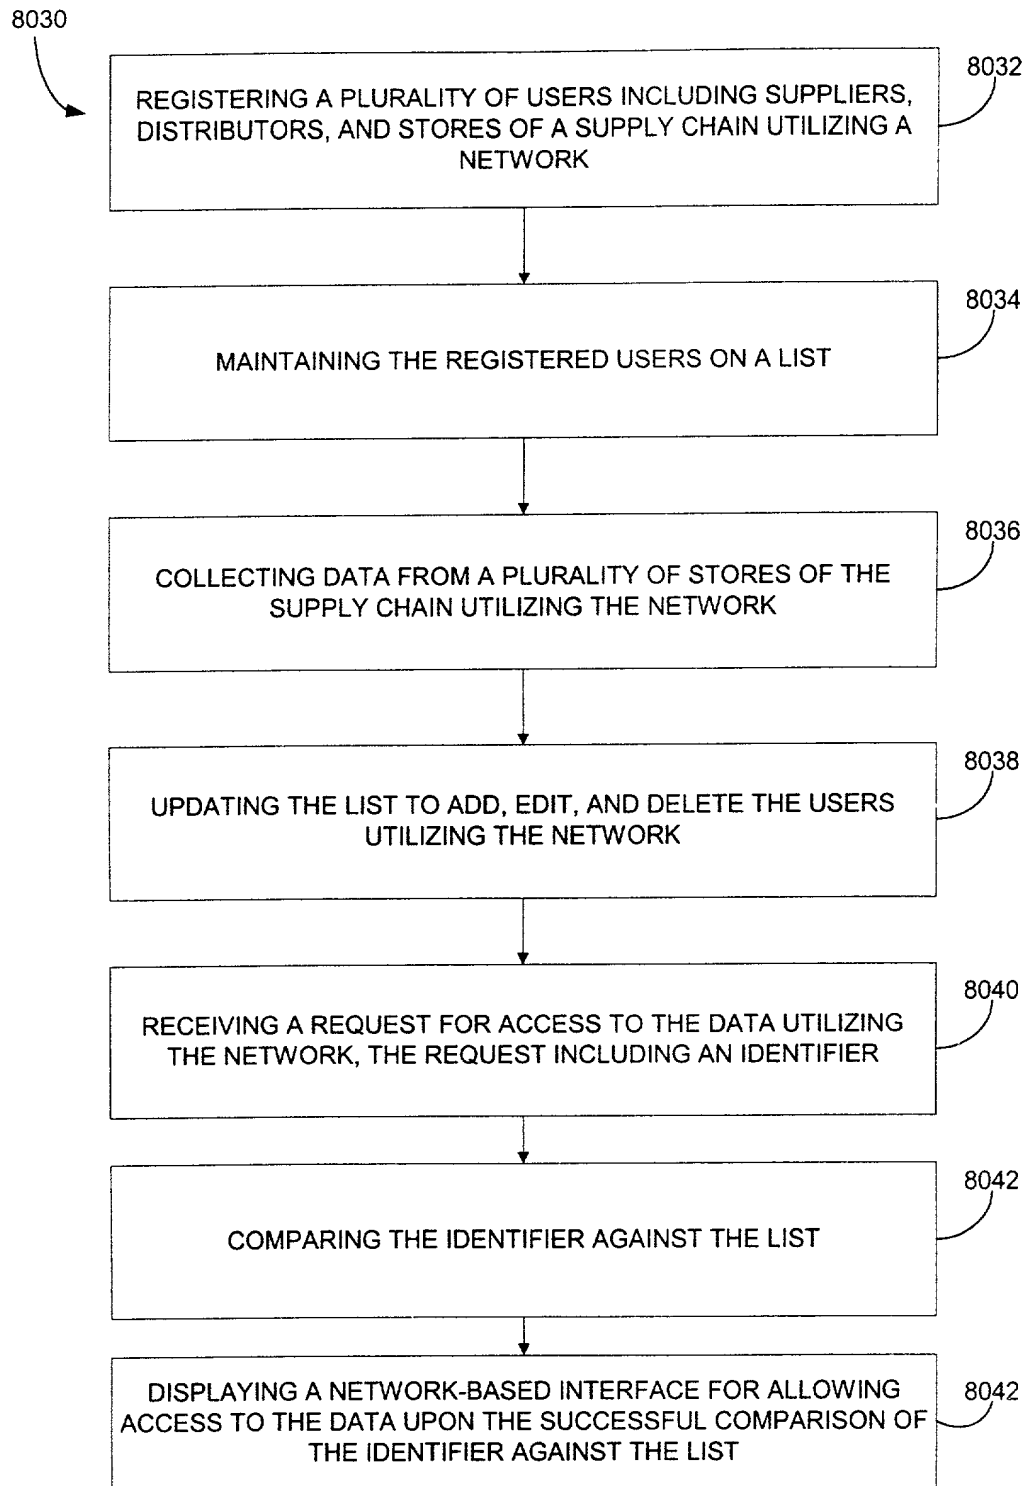 8030
8032
REGISTERING A PLURALITY OF USERS INCLUDING SUPPLIERS,
DISTRIBUTORS, AND STORES OF A SUPPLY CHAIN UTILIZING A
NETWORK
8034
MAINTAINING THE REGISTERED USERS ON A LIST
8036
COLLECTING DATA FROM A PLURALITY OF STORES OF THE
SUPPLY CHAIN UTILIZING THE NETWORK
8038
UPDATING THE LIST TO ADD, EDIT, AND DELETE THE USERS
UTILIZING THE NETWORK
8040
RECEIVING A REQUEST FOR ACCESS TO THE DATA UTILIZING
THE NETWORK, THE REQUEST INCLUDING AN IDENTIFIER
8042
COMPARING THE IDENTIFIER AGAINST THE LIST
8042
DISPLAYING A NETWORK-BASED INTERFACE FOR ALLOWING
ACCESS TO THE DATA UPON THE SUCCESSFUL COMPARISON OF
THE IDENTIFIER AGAINST THE LIST